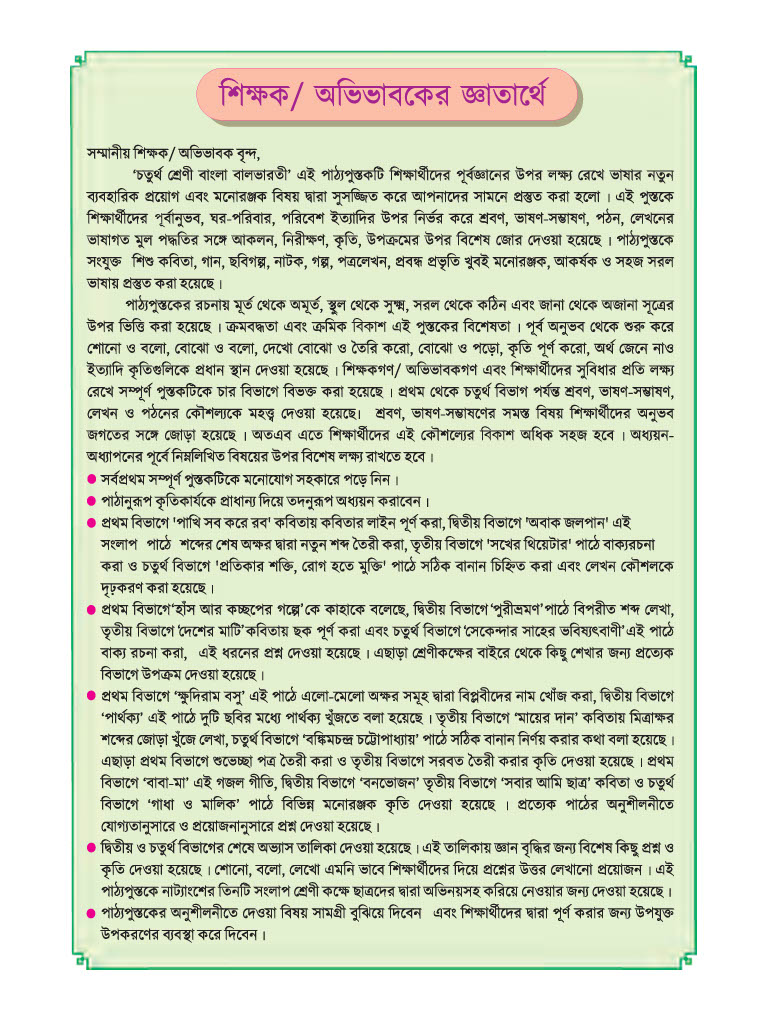 শিক্ষক/ অভিভাবকের জ্ঞাতার্থে
সম্মানীয় শিক্ষক/ অভিভাবক বৃন্দ,
‘চতুর্থ শ্রেণী বাংলা বালভারতী’ এই পাঠ্যপুস্তকটি শিক্ষার্থীদের পূর্বজ্ঞানের উপর লক্ষ্য রেখে ভাষার নতুন
ব্যবহারিক প্রয়োগ এবং মনোরঞ্জক বিষয় দ্বারা সুসজ্জিত করে আপনাদের সামনে প্রস্তুত করা হলো । এই পুস্তকে
শিক্ষার্থীদের পূর্বানুভব, ঘর-পরিবার, পরিবেশ ইত্যাদির উপর নির্ভর করে শ্রবণ, ভাষণ-সম্ভাষণ, পঠন, লেখনের
ভাষাগত মুল পদ্ধতির সঙ্গে আকলন, নিরীক্ষণ, কৃতি, উপক্রমের উপর বিশেষ জোর দেওয়া হয়েছে । পাঠ্যপুস্তকে
সংযুক্ত শিশু কবিতা, গান, ছবিগল্প, নাটক, গল্প, পত্রলেখন, প্রবন্ধ প্রভৃতি খুবই মনোরঞ্জক, আকর্ষক ও সহজ সরল
ভাষায় প্রস্তুত করা হয়েছে ।
পাঠ্যপুস্তকের রচনায় মূর্ত থেকে অমূর্ত, স্থুল থেকে সুক্ষ্ম, সরল থেকে কঠিন এবং জানা থেকে অজানা সূত্রের
উপর ভিত্তি করা হয়েছে । ক্রমবদ্ধতা এবং ক্রমিক বিকাশ এই পুস্তকের বিশেষতা । পূর্ব অনুভব থেকে শুরু করে
শোনো ও বলো, বোঝো ও বলো, দেখো বোঝো ও তৈরি করো, বোঝো ও পড়ো, কৃতি পূর্ণ করো, অর্থ জেনে নাও
ইত্যাদি কৃতিগুলিকে প্রধান স্থান দেওয়া হয়েছে । শিক্ষকগণ/ অভিভাবকগণ এবং শিক্ষার্থীদের সুবিধার প্রতি লক্ষ্য
রেখে সম্পূর্ণ পুস্তকটিকে চার বিভাগে বিভক্ত করা হয়েছে । প্রথম থেকে চতুর্থ বিভাগ পর্যন্ত শ্রবণ, ভাষণ-সম্ভাষণ,
লেখন ও পঠনের কৌশল্যকে মহত্ত্ব দেওয়া হয়েছে। শ্রবণ, ভাষণ-সম্ভাষণের সমস্ত বিষয় শিক্ষার্থীদের অনুভব
জগতের সঙ্গে জোড়া হয়েছে । অতএব এতে শিক্ষার্থীদের এই কৌশল্যের বিকাশ অধিক সহজ হবে । অধ্যয়ন-
অধ্যাপনের পূর্বে নিম্নলিখিত বিষয়ের উপর বিশেষ লক্ষ্য রাখতে হবে ।
● সর্বপ্রথম সম্পূর্ণ পুস্তকটিকে মনোযোগ সহকারে পড়ে নিন ।
● পাঠানুরূপ কৃতিকার্যকে প্রাধান্য দিয়ে তদনুরূপ অধ্যয়ন করাবেন ।
● প্রথম বিভাগে 'পাখি সব করে রব' কবিতায় কবিতার লাইন পূর্ণ করা, দ্বিতীয় বিভাগে 'অবাক জলপান' এই
সংলাপ পাঠে শব্দের শেষ অক্ষর দ্বারা নতুন শব্দ তৈরী করা, তৃতীয় বিভাগে 'সখের থিয়েটার' পাঠে বাক্যরচনা
করা ও চতুর্থ বিভাগে 'প্রতিকার শক্তি, রোগ হতে মুক্তি' পাঠে সঠিক বানান চিহ্নিত করা এবং লেখন কৌশলকে
দৃঢ়করণ করা হয়েছে ।
● প্রথম বিভাগে‘হাঁস আর কচ্ছপের গল্পে’কে কাহাকে বলেছে, দ্বিতীয় বিভাগে‘পুরীভ্রমণ’পাঠে বিপরীত শব্দ লেখা,
তৃতীয় বিভাগে ‘দেশের মাটি’কবিতায় ছক পূর্ণ করা এবং চতুর্থ বিভাগে‘সেকেন্দার সাহের ভবিষ্যৎবাণী’এই পাঠে
বাক্য রচনা করা, এই ধরনের প্রশ্ন দেওয়া হয়েছে । এছাড়া শ্রেণীকক্ষের বাইরে থেকে কিছু শেখার জন্য প্রত্যেক
বিভাগে উপক্রম দেওয়া হয়েছে ।
● প্রথম বিভাগে ‘ক্ষুদিরাম বসু’ এই পাঠে এলো-মেলো অক্ষর সমূহ দ্বারা বিপ্লবীদের নাম খোঁজ করা, দ্বিতীয় বিভাগে
‘পার্থক্য’ এই পাঠে দুটি ছবির মধ্যে পার্থক্য খুঁজতে বলা হয়েছে । তৃতীয় বিভাগে ‘মায়ের দান’ কবিতায় মিত্রাক্ষর
শব্দের জোড়া খুঁজে লেখা, চতুর্থ বিভাগে ‘বঙ্কিমচন্দ্র চট্টোপাধ্যায়’ পাঠে সঠিক বানান নির্ণয় করার কথা বলা হয়েছে ।
এছাড়া প্রথম বিভাগে শুভেচ্ছা পত্র তৈরী করা ও তৃতীয় বিভাগে সরবত তৈরী করার কৃতি দেওয়া হয়েছে । প্রথম
বিভাগে ‘বাবা-মা’ এই গজল গীতি, দ্বিতীয় বিভাগে ‘বনভোজন’ তৃতীয় বিভাগে ‘সবার আমি ছাত্র’ কবিতা ও চতুর্থ
বিভাগে ‘গাধা ও মালিক’ পাঠে বিভিন্ন মনোরঞ্জক কৃতি দেওয়া হয়েছে । প্রত্যেক পাঠের অনুশীলনীতে
যোগ্যতানুসারে ও প্রয়োজনানুসারে প্রশ্ন দেওয়া হয়েছে ।
● দ্বিতীয় ও চতুর্থ বিভাগের শেষে অভ্যাস তালিকা দেওয়া হয়েছে । এই তালিকায় জ্ঞান বৃদ্ধির জন্য বিশেষ কিছু প্রশ্ন ও
কৃতি দেওয়া হয়েছে । শোনো, বলো, লেখো এমনি ভাবে শিক্ষার্থীদের দিয়ে প্রশ্নের উত্তর লেখানো প্রয়োজন । এই
পাঠ্যপুস্তকে নাট্যাংশের তিনটি সংলাপ শ্রেণী কক্ষে ছাত্রদের দ্বারা অভিনয়সহ করিয়ে নেওয়ার জন্য দেওয়া হয়েছে ।
● পাঠ্যপুস্তকের অনুশীলনীতে দেওয়া বিষয় সামগ্রী বুঝিয়ে দিবেন এবং শিক্ষার্থীদের দ্বারা পূর্ণ করার জন্য উপযুক্ত
উপকরণের ব্যবস্থা করে দিবেন ।